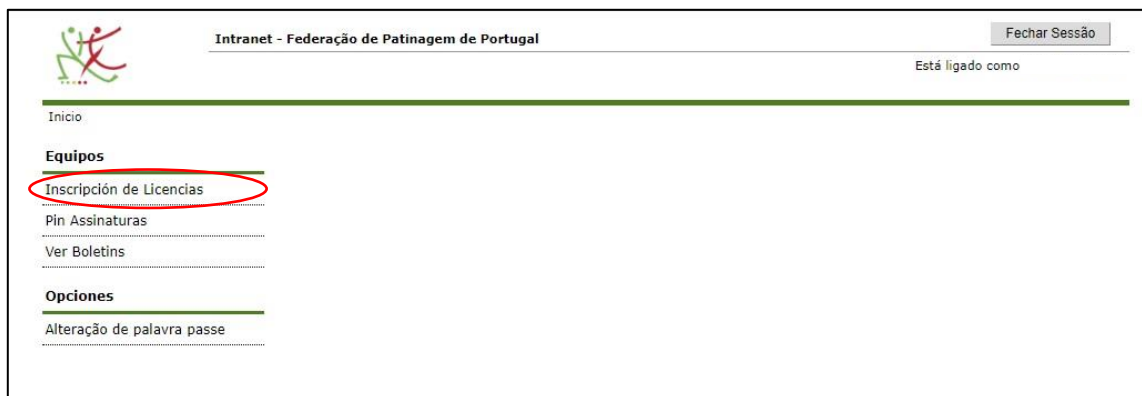 Intranet - Federação de Patinagem de Portugal
Fechar Sessão
Está ligado como
Inicio
Equipos
Inscripción de Licencias
Pin Assinaturas
Ver Boletins
Opciones
Alteração de palavra passe